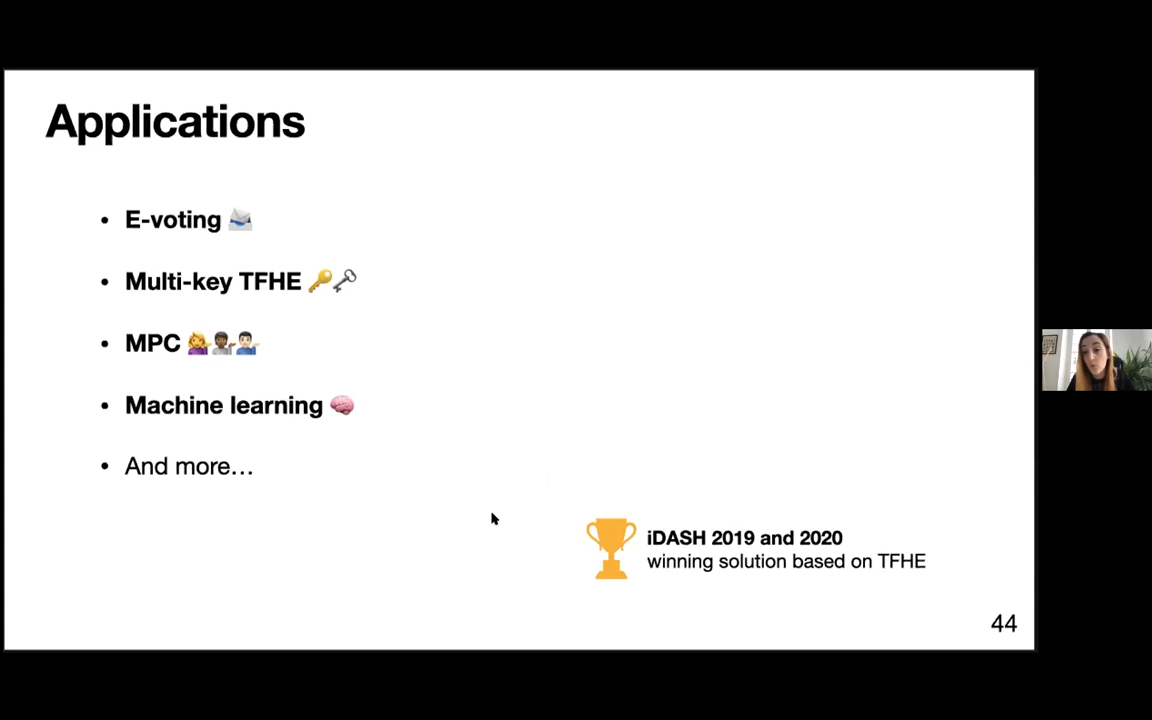 Applications
• E-voting
• Multi-key TFHE
• MPC
• Machine learning
• And more…
iDASH 2019 and 2020
winning solution based on TFHE
44